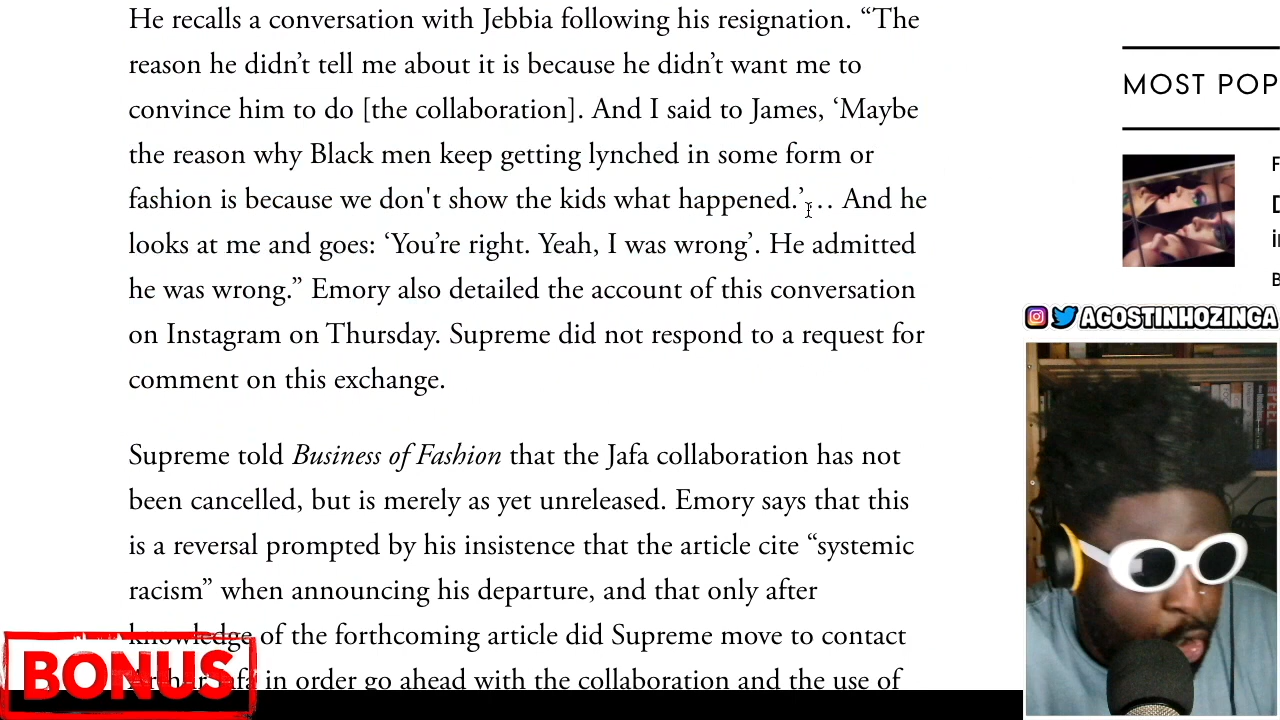 He recalls a conversation with Jebbia following his resignation. “The
reason he didn’t tell me about it is because he didn’t want me to
convince him to do [the collaboration]. And I said to James, ‘Maybe
the reason why Black men keep getting lynched in some form or
fashion is because we don't show the kids what happened.’… And he
looks at me and goes: ‘You’re right. Yeah, I was wrong’. He admitted
he was wrong.” Emory also detailed the account of this conversation
on Instagram on Thursday. Supreme did not respond to a request for
comment on this exchange.
Supreme told Business of Fashion that the Jafa collaboration has not
been cancelled, but is merely as yet unreleased. Emory says that this
is a reversal prompted by his insistence that the article cite “systemic
racism” when announcing his departure, and that only after
knowledge of the forthcoming article did Supreme move to contact
Jafa in order go ahead with the collaboration and the use of
BONUS
MOST POP
F
D
i
B
AGOSTINHOZINGA